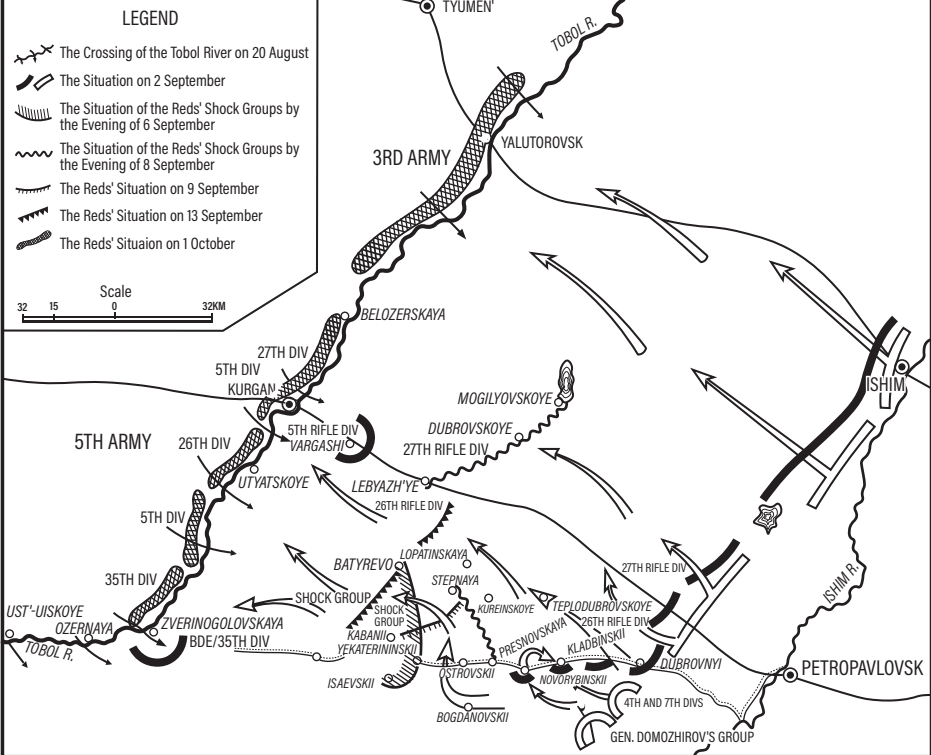 LEGEND
The Crossing of the Tobol River on 20 August
The Situation on 2 September
The Situation of the Reds' Shock Groups by
the Evening of 6 September
The Situation of the Reds' Shock Groups by
the Evening of 8 September
The Reds' Situation on 9 September
The Reds' Situation on 13 September
The Reds' Situaion on 1 October
Scale
32 15 0 32KM
TYUMEN'
TOBOL R.
YALUTOROVSK
3RD ARMY
BELOZERSKAYA
27TH DIV
5TH DIV
KURGAN
5TH ARMY
26TH DIV
5TH RIFLE DIV
VARGASHI
UTYATSKOYE
MOGILYOVSKOYE
DUBROVSKOYE
27TH RIFLE DIV
LEBYAZH'YE
26TH RIFLE DIV
ISHIM
5TH DIV
35TH DIV
BATYREVO
LOPATINSKAYA
STEPNAYA
SHOCK GROUP
SHOCK
GROUP
KUREINSKOYE
27TH RIFLE DIV
TEPLODUBROVSKOYE
26TH RIFLE DIV
ISHIM R.
UST'-UISKOYE
OZERNAYA
ZVERINOGOLOVSKAYA
BDE/35TH DIV
TOBOL R.
KABANII
YEKATERININSKII
PRESNOVSKAYA
KLADBINSKII
DUBROVNYI
PETROPAVLOVSK
ISAEVSKII
OSTROVSKII
NOVORYBINSKII
BOGDANOVSKII
4TH AND 7TH DIVS
GEN. DOMOZHIROV'S GROUP